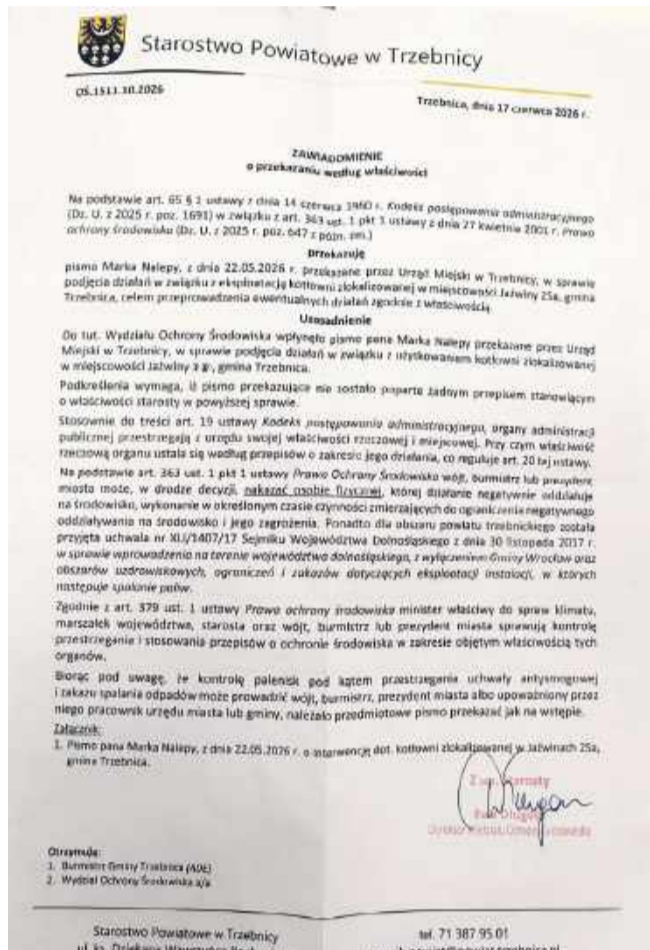 Starostwo Powiatowe w Trzebnicy
OŚ.1511.10.2026
Trzebnica, dnia 17 czerwca 2026 r.
ZAWIADOMIENIE
o przekazaniu według właściwości
Na podstawie art. 65 § 1 ustawy z dnia 14 czerwca 1960 r. Kodeks postępowania administracyjnego
(Dz. U. z 2025 r. poz. 1691) w związku z art. 363 ust. 1 pkt 1 ustawy z dnia 27 kwietnia 2001 r. Prawo
ochrony środowiska (Dz. U. z 2025 r. poz. 647 z późn. zm.)
przekazuję
pismo Marka Nalepy, z dnia 22.05.2026 r. przekazane przez Urząd Miejski w Trzebnicy, w sprawie
podjęcia działań w związku z eksploatacją kotłowni zlokalizowanej w miejscowości Jaźwiny 25a, gmina
Trzebnica, celem przeprowadzenia ewentualnych działań zgodnie z właściwością.
Uzasadnienie
Do tut. Wydziału Ochrony Środowiska wpłynęło pismo pana Marka Nalepy przekazane przez Urząd
Miejski w Trzebnicy, w sprawie podjęcia działań w związku z użytkowaniem kotłowni zlokalizowanej
w miejscowości Jaźwiny gmina Trzebnica.
Podkreślenia wymaga, iż pismo przekazujące nie zostało poparte żadnym przepisem stanowiącym
o właściwości starosty w powyższej sprawie.
Stosownie do treści art. 19 ustawy Kodeks postępowania administracyjnego, organy administracji
publicznej przestrzegają z urzędu swojej właściwości rzeczowej i miejscowej. Przy czym właściwość
rzeczową organu ustala się według przepisów o zakresie jego działania, co reguluje art. 20 tej ustawy.
Na podstawie art. 363 ust. 1 pkt 1 ustawy Prawo Ochrony Środowiska wójt, burmistrz lub prezydent
miasta może, w drodze decyzji, nakazać osobie fizycznej, której działanie negatywnie oddziałuje
na środowisko, wykonanie w określonym czasie czynności zmierzających do ograniczenia negatywnego
oddziaływania na środowisko i jego zagrożenia. Ponadto dla obszaru powiatu trzebnickiego została
przyjęta uchwała nr XLI/1407/17 Sejmiku Województwa Dolnośląskiego z dnia 30 listopada 2017 r.
w sprawie wprowadzenia na terenie województwa dolnośląskiego, z wyłączeniem Gminy Wrocław oraz
obszarów uzdrowiskowych, ograniczeń i zakazów dotyczących eksploatacji instalacji, w których
następuje spalanie paliw.
Zgodnie z art. 379 ust. 1 ustawy Prawo ochrony środowiska minister właściwy do spraw klimatu,
marszałek województwa, starosta oraz wójt, burmistrz lub prezydent miasta sprawują kontrolę
przestrzegania i stosowania przepisów o ochronie środowiska w zakresie objętym właściwością tych
organów.
Biorąc pod uwagę, że kontrolę palenisk pod kątem przestrzegania uchwały antysmogowej
i zakazu spalania odpadów może prowadzić wójt, burmistrz, prezydent miasta albo upoważniony przez
niego pracownik urzędu miasta lub gminy, należało przedmiotowe pismo przekazać jak na wstępie.
Załącznik:
1. Pismo pana Marka Nalepy, z dnia 22.05.2026 r. o interwencję dot. kotłowni zlokalizowanej w Jaźwinach 25a,
gmina Trzebnica.
Z up. Starosty
Otrzymują:
1. Burmistrz Gminy Trzebnica (ADE)
2. Wydział Ochrony Środowiska a/a
Starostwo Powiatowe w Trzebnicy
tel. 71 387 95 01